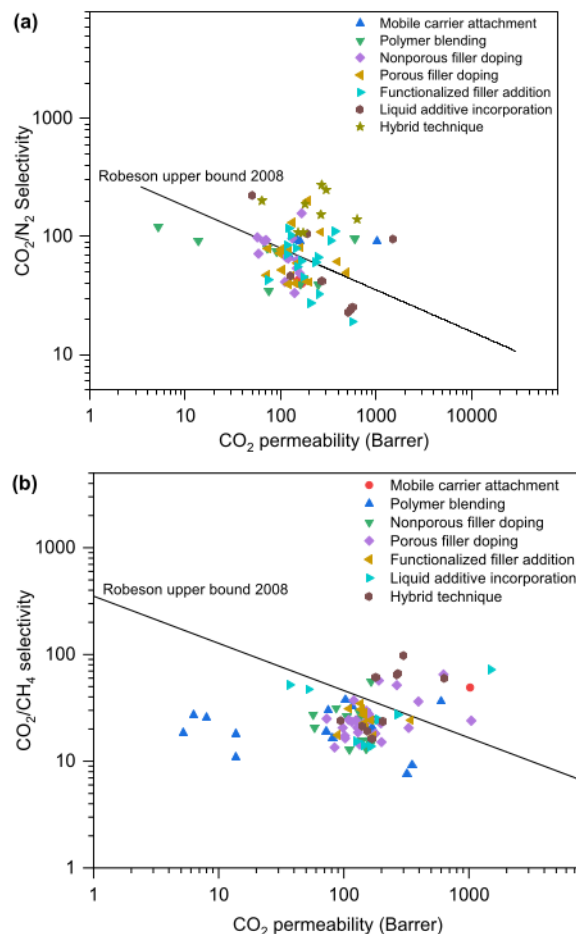 (a)
Mobile carrier attachment
Polymer blending
Nonporous filler doping
Porous filler doping
Functionalized filler addition
Liquid additive incorporation
Hybrid technique
1000
100
10
Robeson upper bound 2008
CO₂/N₂ Selectivity
1 10 100 1000 10000
CO₂ permeability (Barrer)
(b)
Mobile carrier attachment
Polymer blending
Nonporous filler doping
Porous filler doping
Functionalized filler addition
Liquid additive incorporation
Hybrid technique
1000
100
10
1
Robeson upper bound 2008
CO₂/CH₄ selectivity
1 10 100 1000
CO₂ permeability (Barrer)